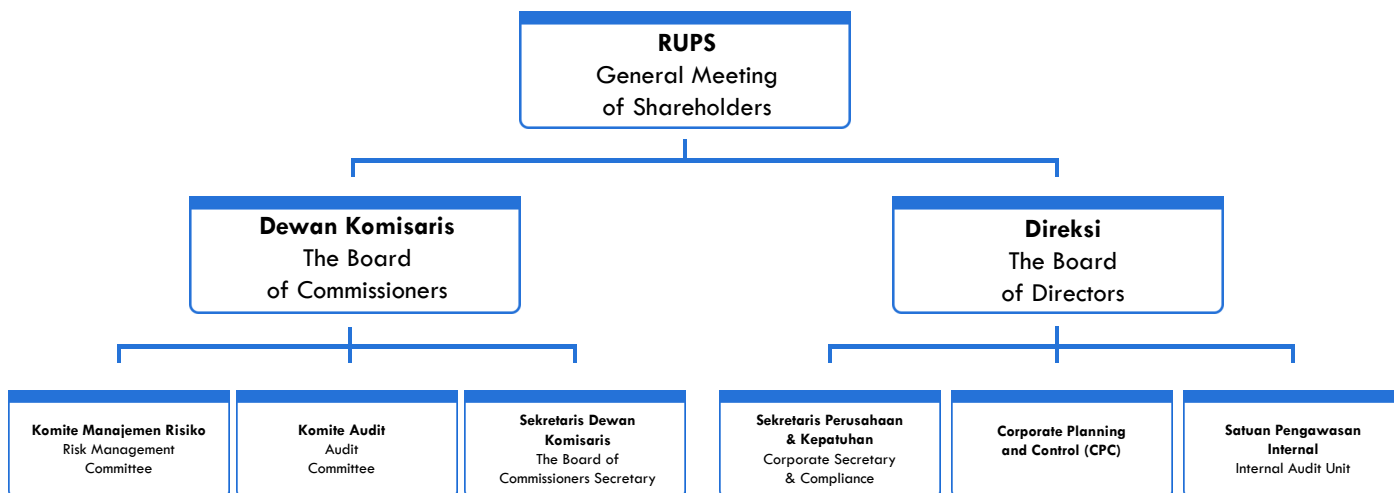 RUPS
General Meeting
of Shareholders
Dewan Komisaris
The Board
of Commissioners
Direksi
The Board
of Directors
Komite Manajemen Risiko
Risk Management
Committee
Komite Audit
Audit
Committee
Sekretaris Dewan
Komisaris
The Board of
Commissioners Secretary
Sekretaris Perusahaan
& Kepatuhan
Corporate Secretary
& Compliance
Corporate Planning
and Control (CPC)
Satuan Pengawasan
Internal
Internal Audit Unit